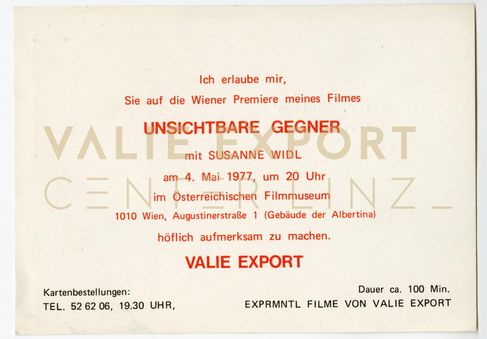 Ich erlaube mir,
Sie auf die Wiener Premiere meines Filmes
UNSICHTBARE GEGNER
VALIE EXPORT
mit SUSANNE WIDL
am 4. Mai 1977, um 20 Uhr
CENTER LINZ_
im Österreichischen Filmmuseum
1010 Wien, Augustinerstraße 1 (Gebäude der Albertina)
höflich aufmerksam zu machen.
VALIE EXPORT
Kartenbestellungen:
TEL. 52 62 06, 19.30 UHR,
Dauer ca. 100 Min.
EXPRMNTL FILME VON VALIE EXPORT